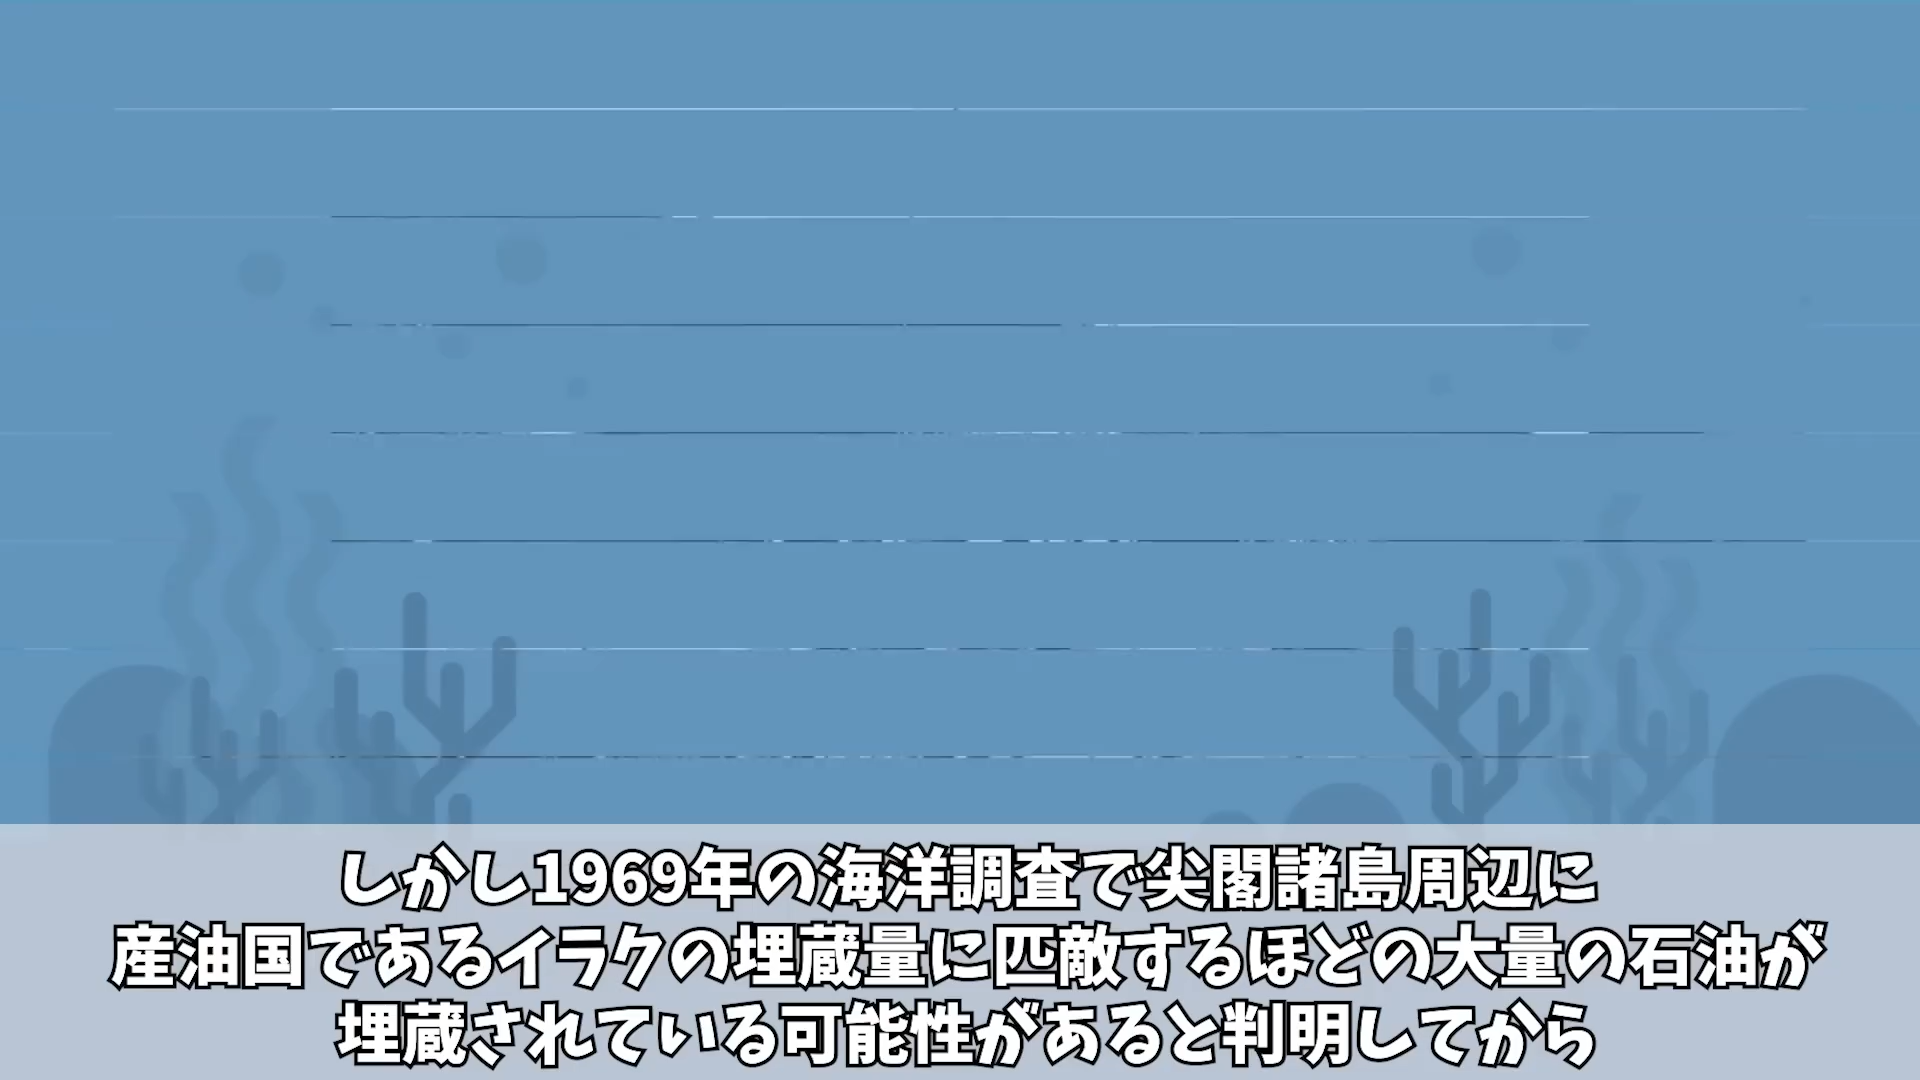 しかし1969年の海洋調査で尖閣諸島周辺に
産油国であるイラクの埋蔵量に匹敵するほどの大量の石油が
埋蔵されている可能性があると判明してから